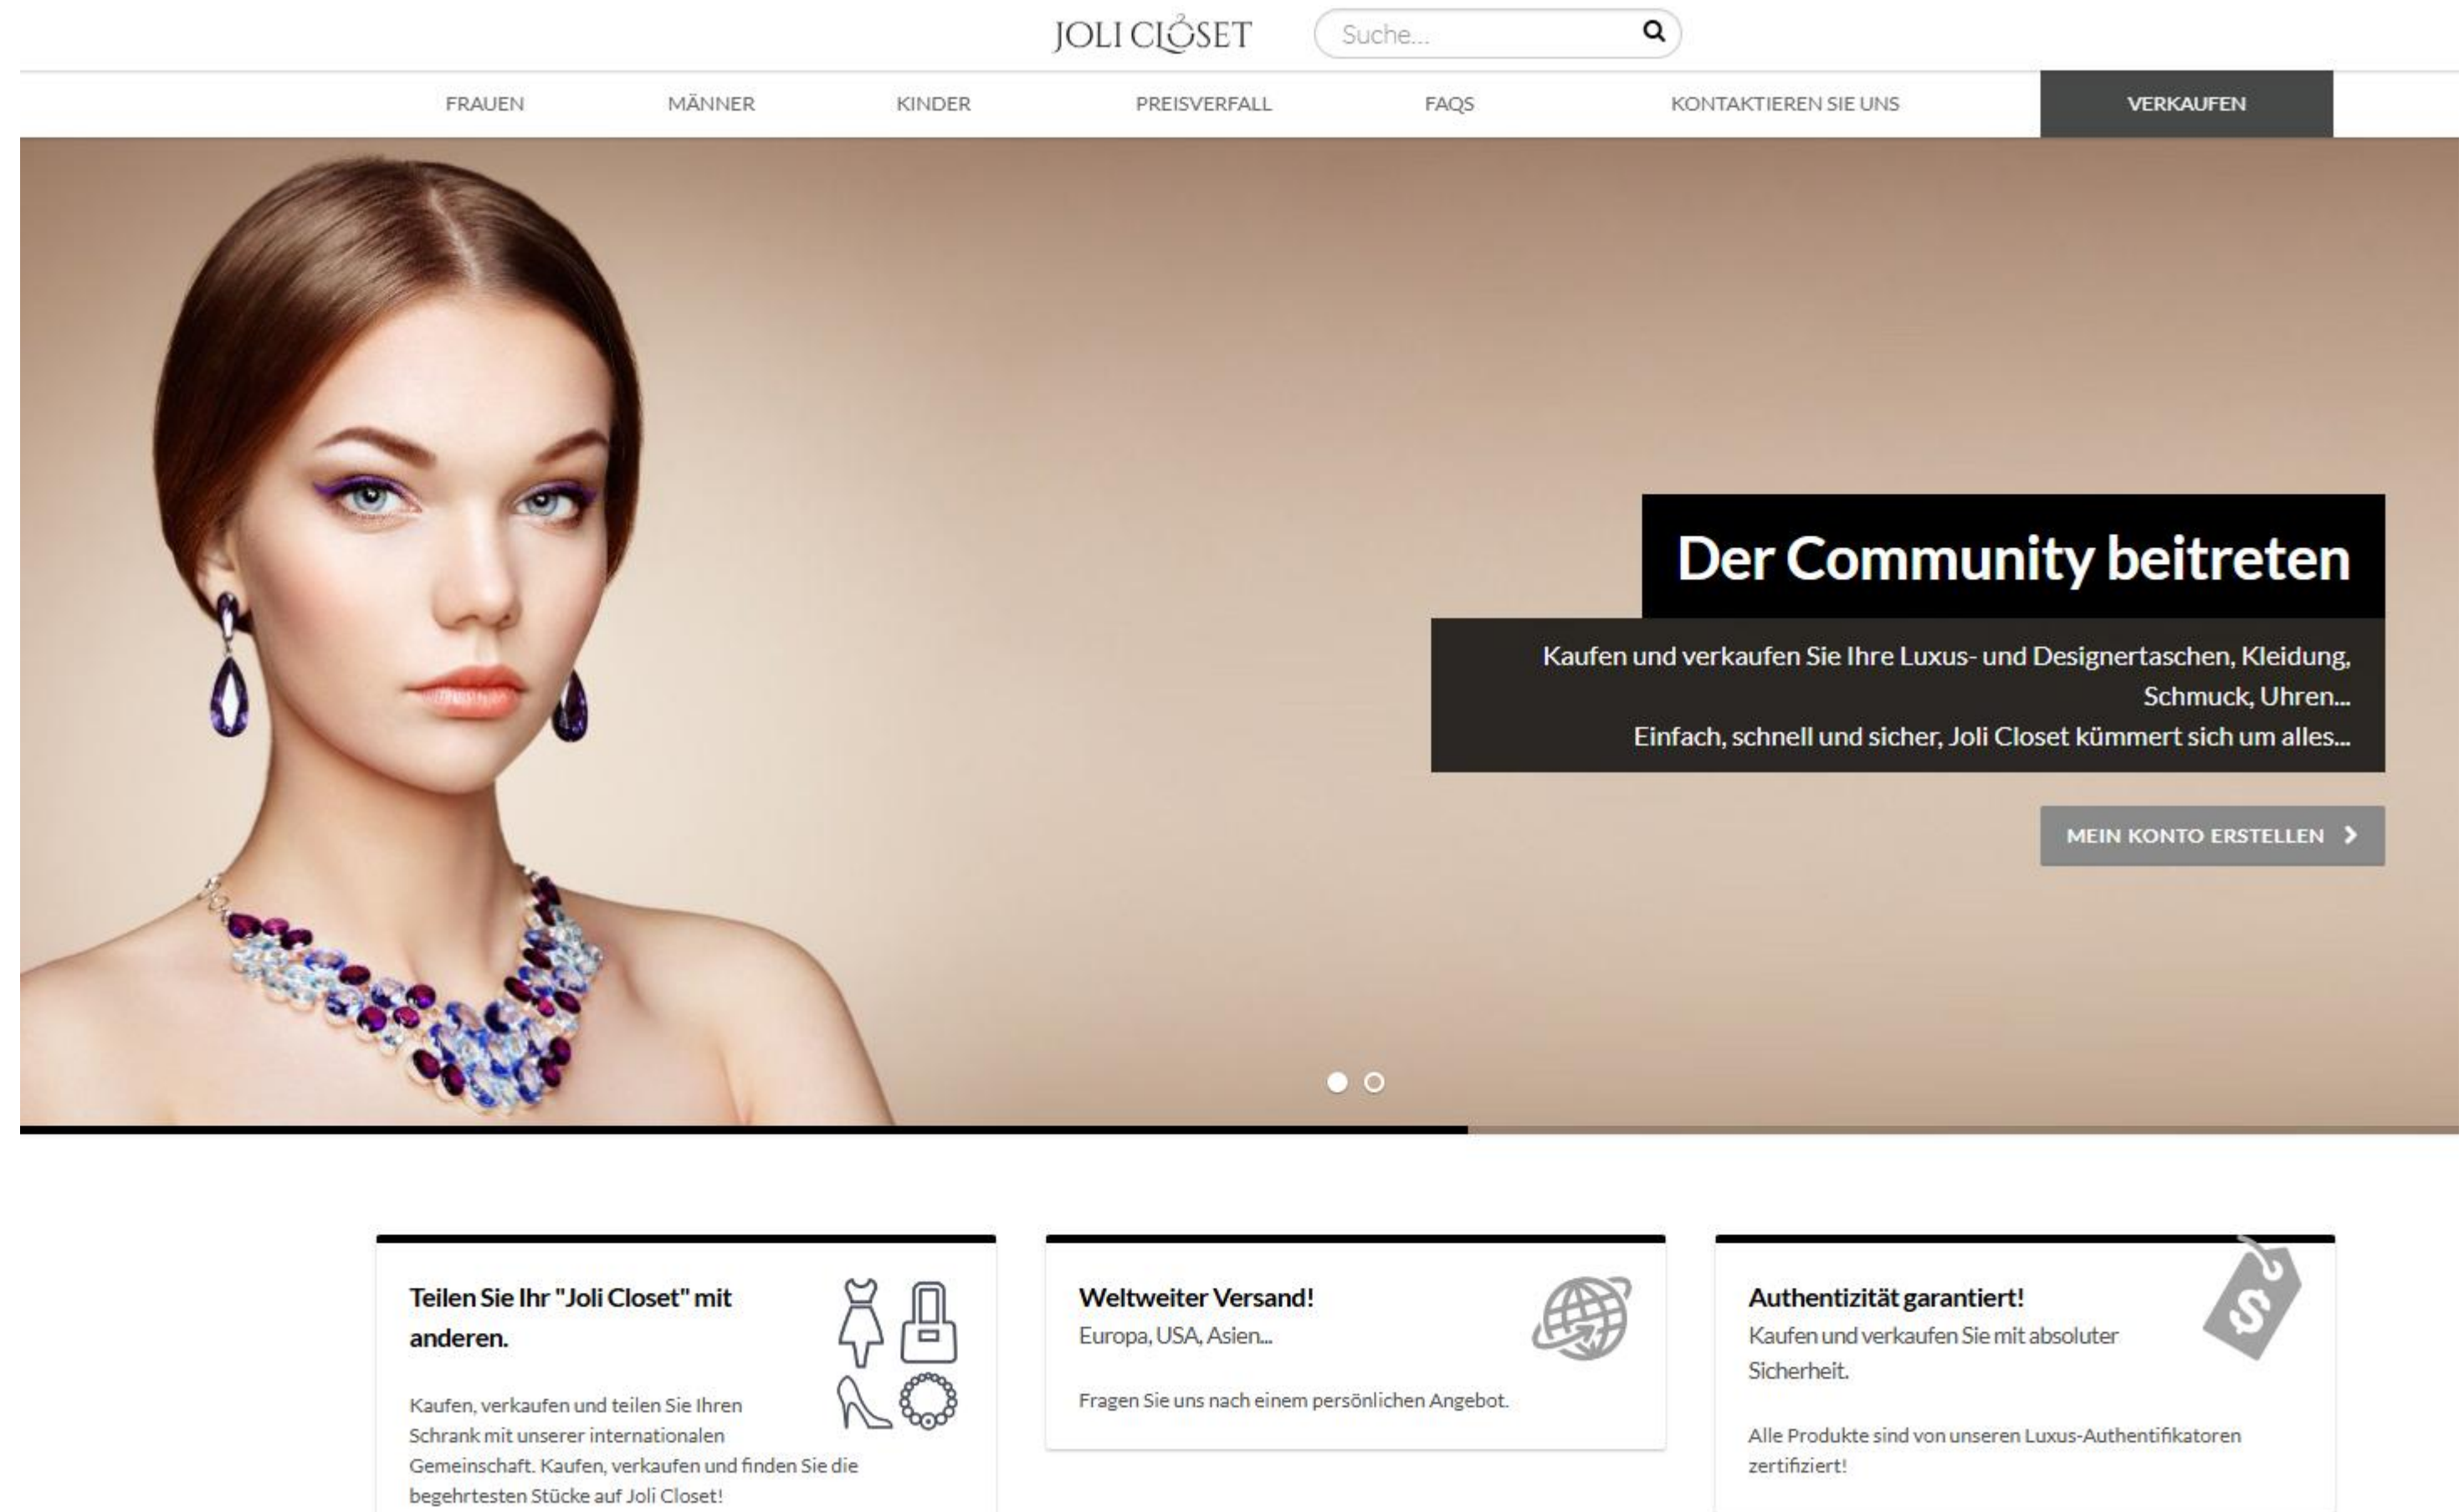 JOLI CLOSET
Suche...
FRAUEN MÄNNER KINDER PREISVERFALL FAQS KONTAKTIEREN SIE UNS VERKAUFEN
Der Community beitreten
Kaufen und verkaufen Sie Ihre Luxus- und Designertaschen, Kleidung,
Schmuck, Uhren...
Einfach, schnell und sicher, Joli Closet kümmert sich um alles...
MEIN KONTO ERSTELLEN
Teilen Sie Ihr "Joli Closet" mit
anderen.
Kaufen, verkaufen und teilen Sie Ihren
Schrank mit unserer internationalen
Gemeinschaft. Kaufen, verkaufen und finden Sie die
begehrtesten Stücke auf Joli Closet!
Weltweiter Versand!
Europa, USA, Asien...
Fragen Sie uns nach einem persönlichen Angebot.
Authentizität garantiert!
Kaufen und verkaufen Sie mit absoluter
Sicherheit.
Alle Produkte sind von unseren Luxus-Authentifikatoren
zertifiziert!
$